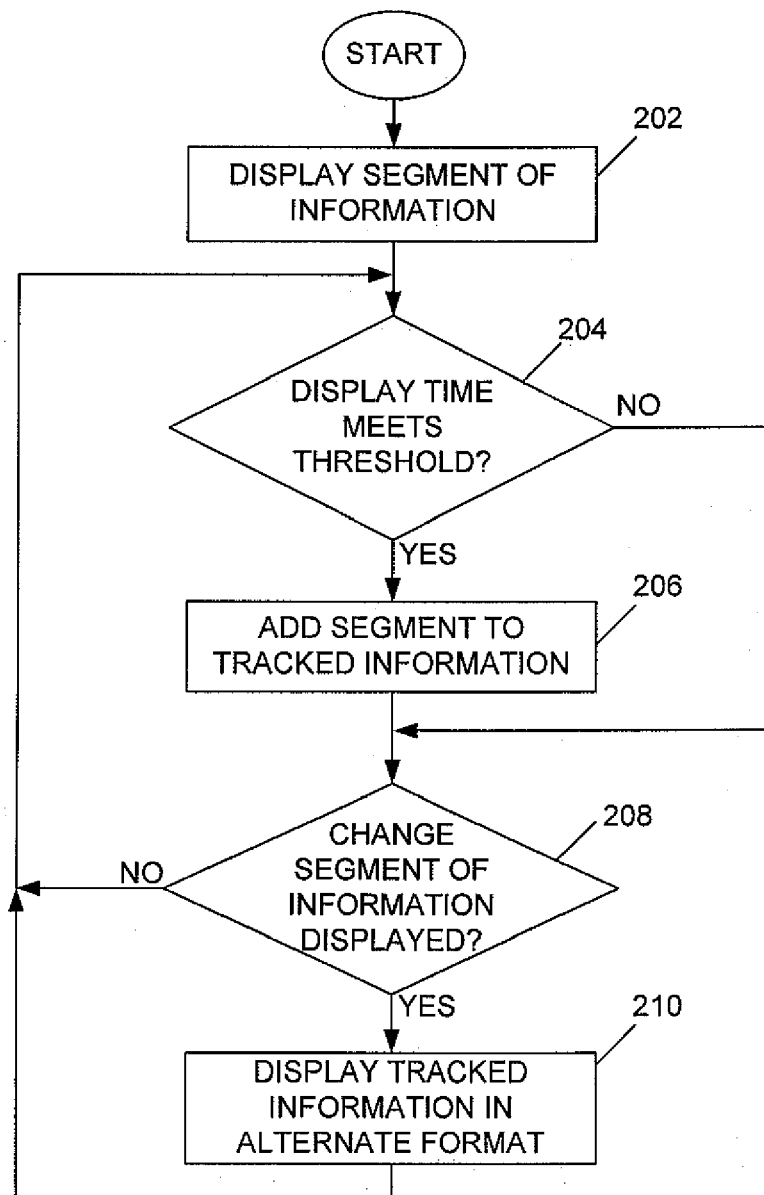 START
202
DISPLAY SEGMENT OF
INFORMATION
204
DISPLAY TIME
MEETS
THRESHOLD?
NO
YES
206
ADD SEGMENT TO
TRACKED INFORMATION
208
CHANGE
SEGMENT OF
INFORMATION
DISPLAYED?
NO
YES
210
DISPLAY TRACKED
INFORMATION IN
ALTERNATE FORMAT